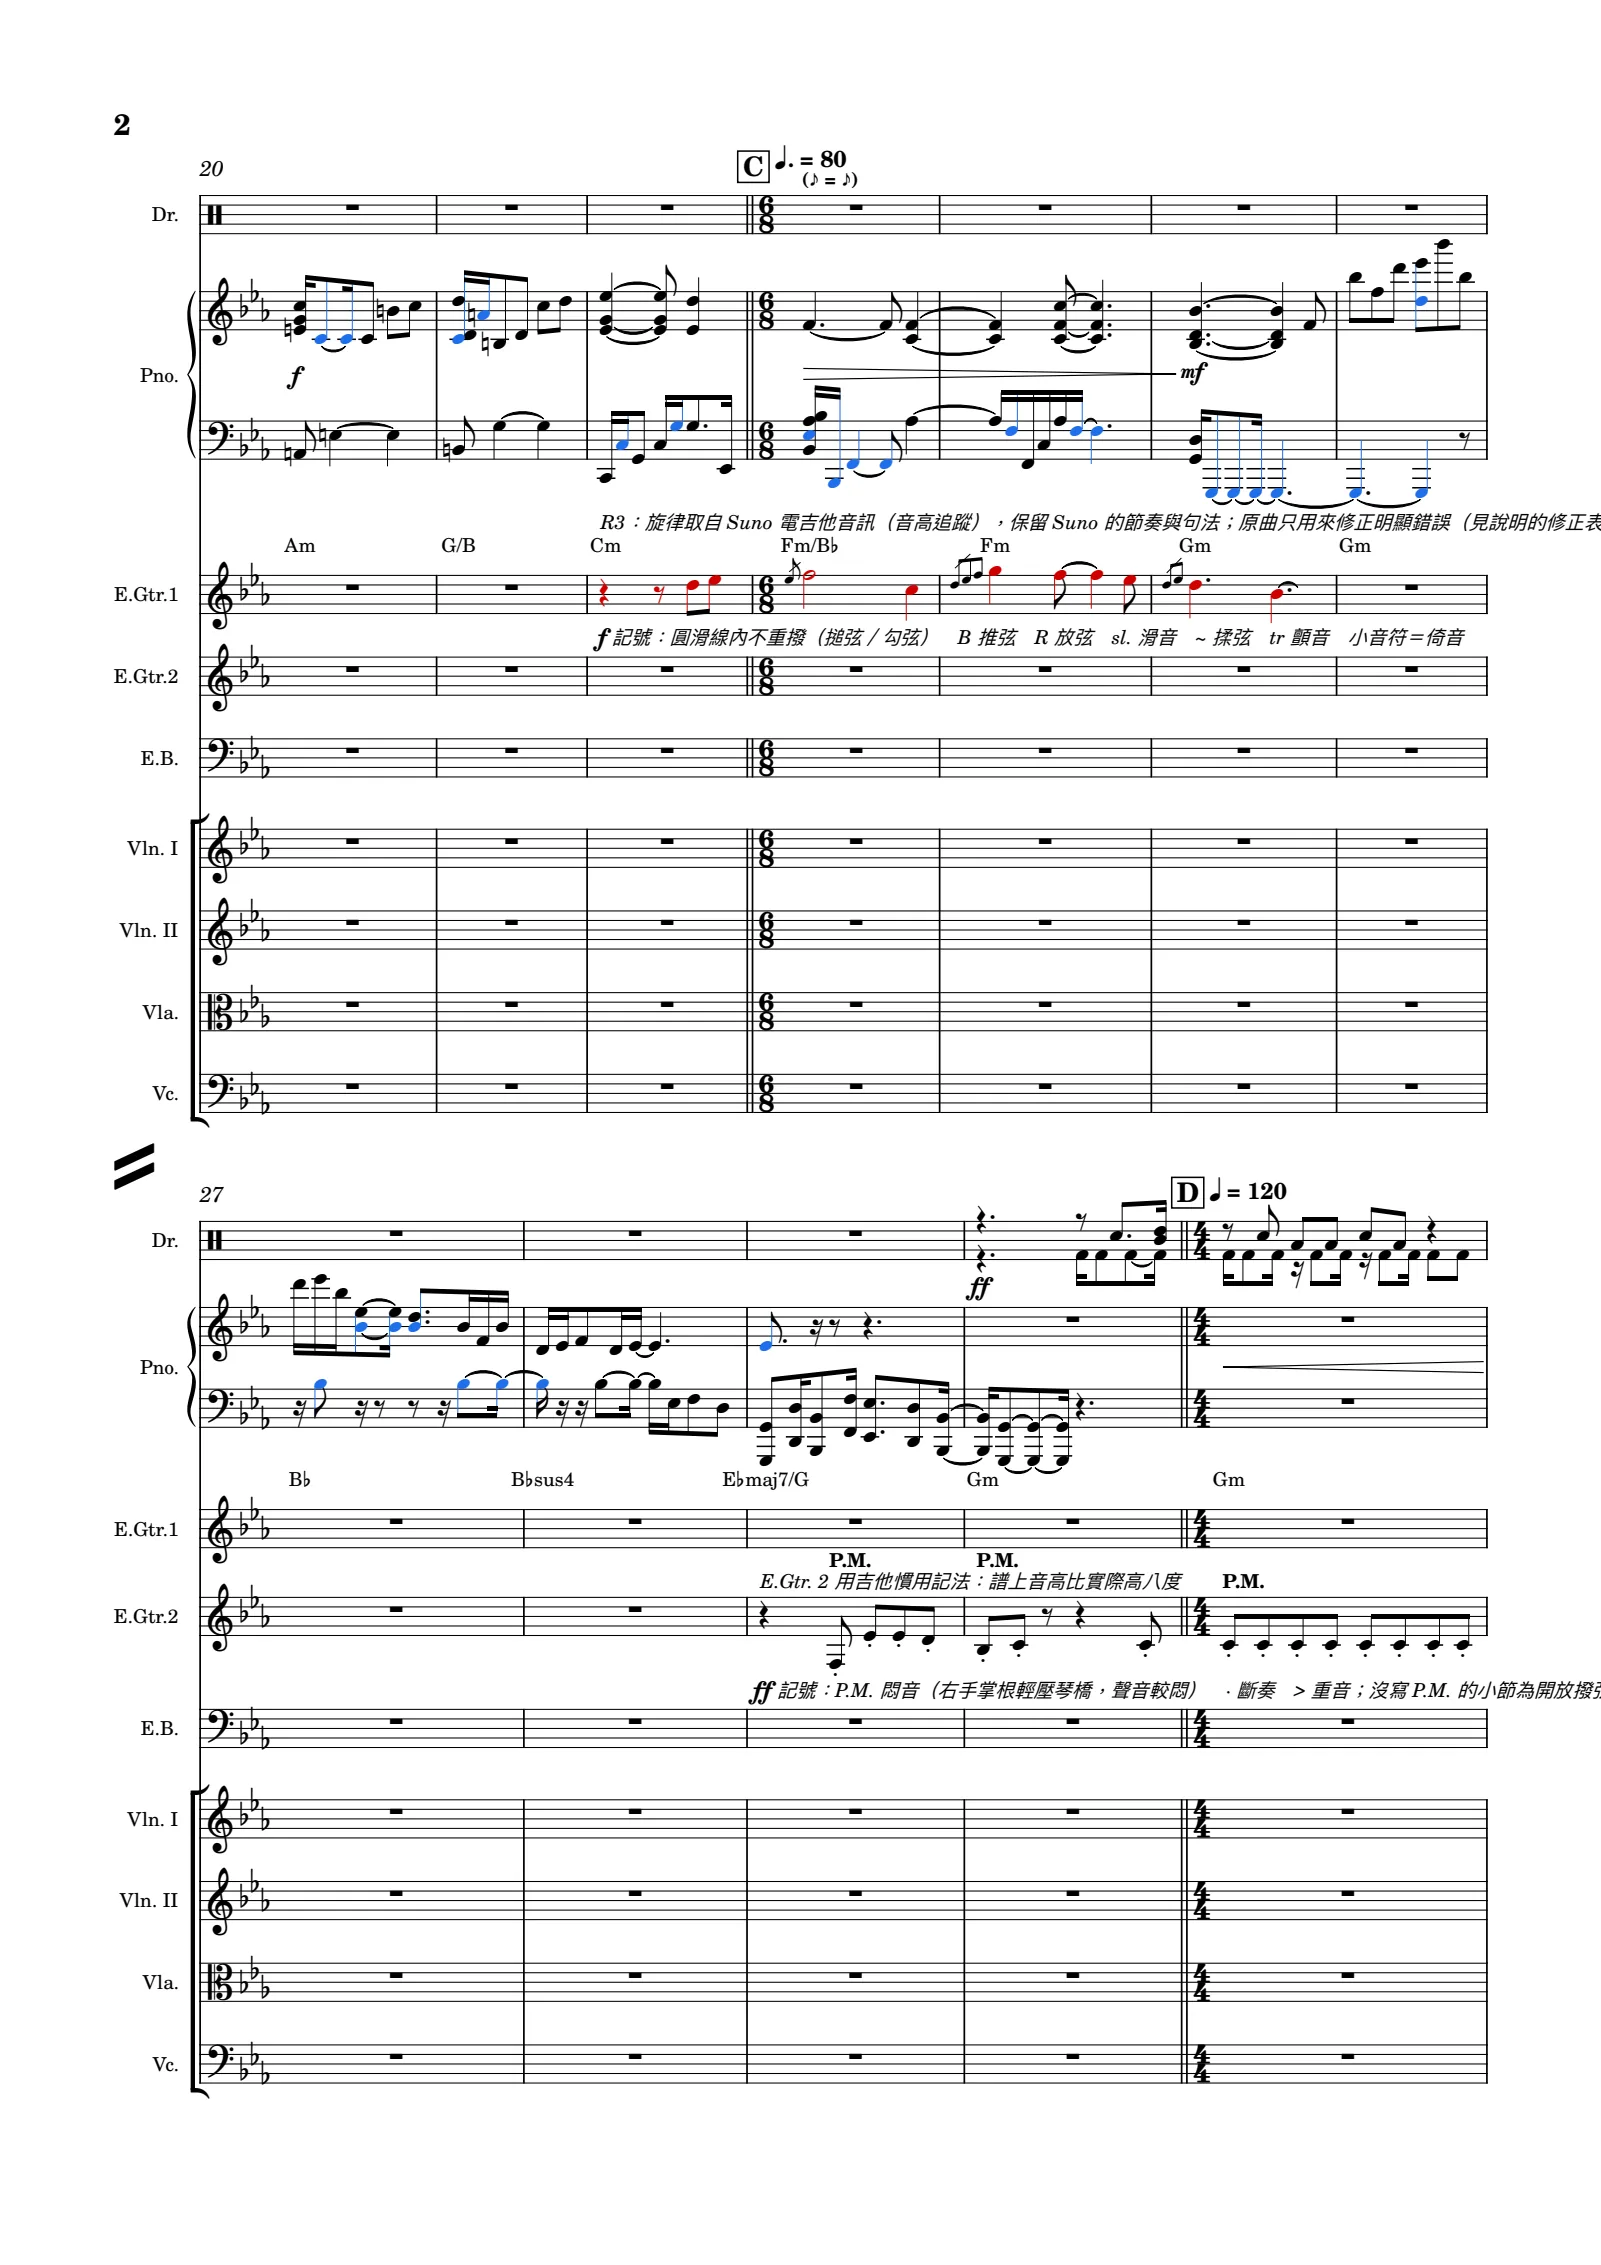 2
20
C ♩. = 80
(♪ = ♪)
Dr.
Pno.
f
mf
R3：旋律取自 Suno 電吉他音訊（音高追蹤），保留 Suno 的節奏與句法；原曲只用來修正明顯錯誤（見說明的修正表
Am G/B Cm Fm/B♭ Fm Gm Gm
E.Gtr.1
f 記號：圓滑線內不重撥（搥弦 / 勾弦） B 推弦 R 放弦 sl. 滑音 ~ 揉弦 tr 顫音 小音符＝倚音
E.Gtr.2
E.B.
Vln. I
Vln. II
Vla.
Vc.
27
D ♩ = 120
Dr.
ff
Pno.
B♭ B♭sus4 E♭maj7/G Gm Gm
E.Gtr.1
P.M. P.M.
E.Gtr. 2 用吉他慣用記法：譜上音高比實際高八度 P.M.
E.Gtr.2
ff 記號：P.M. 悶音（右手掌根輕壓琴橋，聲音較悶） · 斷奏 > 重音；沒寫 P.M. 的小節為開放撥弦
E.B.
Vln. I
Vln. II
Vla.
Vc.